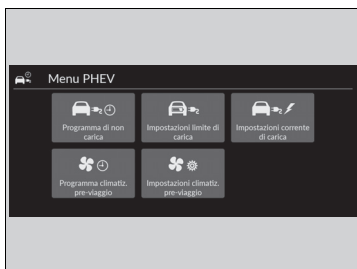 Menu PHEV
Programma di non
carica
Impostazioni limite di
carica
Impostazioni corrente
di carica
Programma climatiz.
pre-viaggio
Impostazioni climatiz.
pre-viaggio